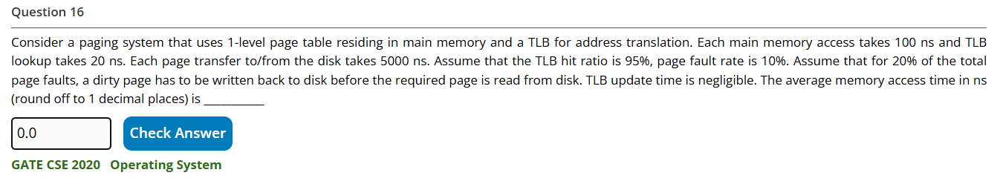 Question 16
Consider a paging system that uses 1-level page table residing in main memory and a TLB for address translation. Each main memory access takes 100 ns and TLB
lookup takes 20 ns. Each page transfer to/from the disk takes 5000 ns. Assume that the TLB hit ratio is 95%, page fault rate is 10%. Assume that for 20% of the total
page faults, a dirty page has to be written back to disk before the required page is read from disk. TLB update time is negligible. The average memory access time in ns
(round off to 1 decimal places) is ___________
0.0
Check Answer
GATE CSE 2020 Operating System